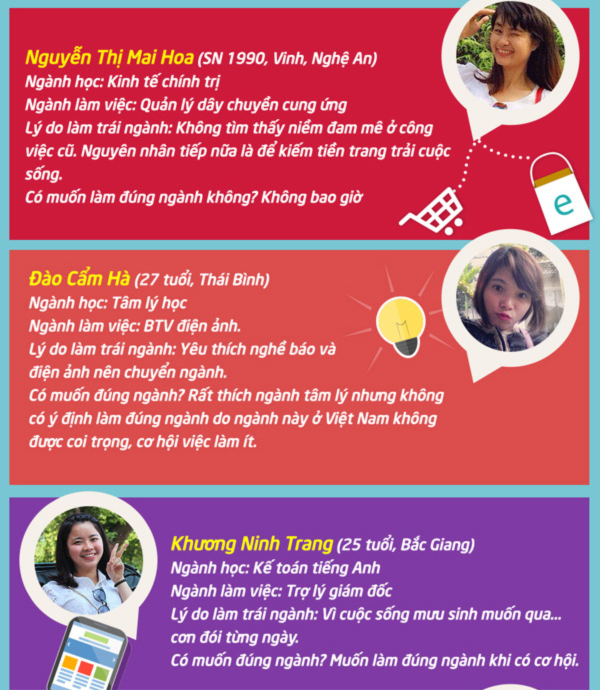 Nguyễn Thị Mai Hoa (SN 1990, Vinh, Nghệ An)
Ngành học: Kinh tế chính trị
Ngành làm việc: Quản lý dây chuyền cung ứng
Lý do làm trái ngành: Không tìm thấy niềm đam mê ở công
việc cũ. Nguyên nhân tiếp nữa là để kiếm tiền trang trải cuộc
sống.
Có muốn làm đúng ngành không? Không bao giờ
e
Đào Cẩm Hà (27 tuổi, Thái Bình)
Ngành học: Tâm lý học
Ngành làm việc: BTV điện ảnh.
Lý do làm trái ngành: Yêu thích nghề báo và
điện ảnh nên chuyển ngành.
Có muốn đúng ngành? Rất thích ngành tâm lý nhưng không
có ý định làm đúng ngành do ngành này ở Việt Nam không
được coi trọng, cơ hội việc làm ít.
Khương Ninh Trang (25 tuổi, Bắc Giang)
Ngành học: Kế toán tiếng Anh
Ngành làm việc: Trợ lý giám đốc
Lý do làm trái ngành: Vì cuộc sống mưu sinh muốn qua...
cơn đói từng ngày.
Có muốn đúng ngành? Muốn làm đúng ngành khi có cơ hội.